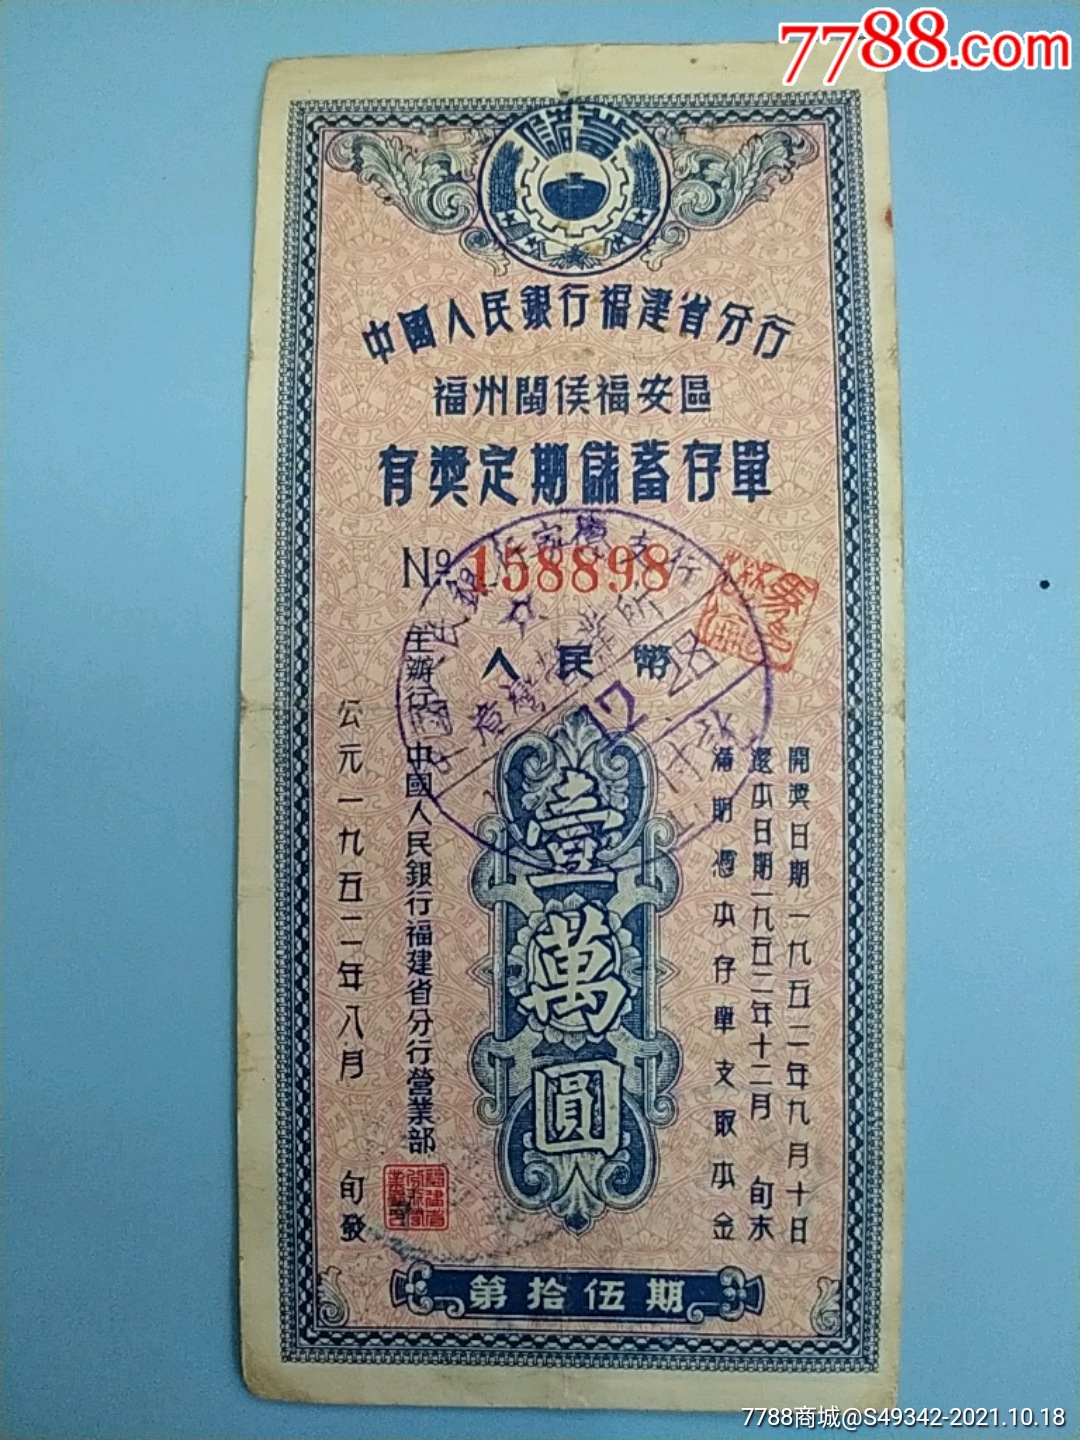 7788.com
儲蓄
中國人民銀行福建省分行
福州閩侯福安區
有獎定期儲蓄存單
No 158898
人民幣
壹萬圓
開獎日期一九五二年九月十日
還本日期一九五二年十二月 旬末
滿期憑本存單支取本金
主辦行 中國人民銀行福建省分行營業部
公元一九五二年八月 旬發
12 28
第拾伍期
7788商城@S49342-2021.10.18